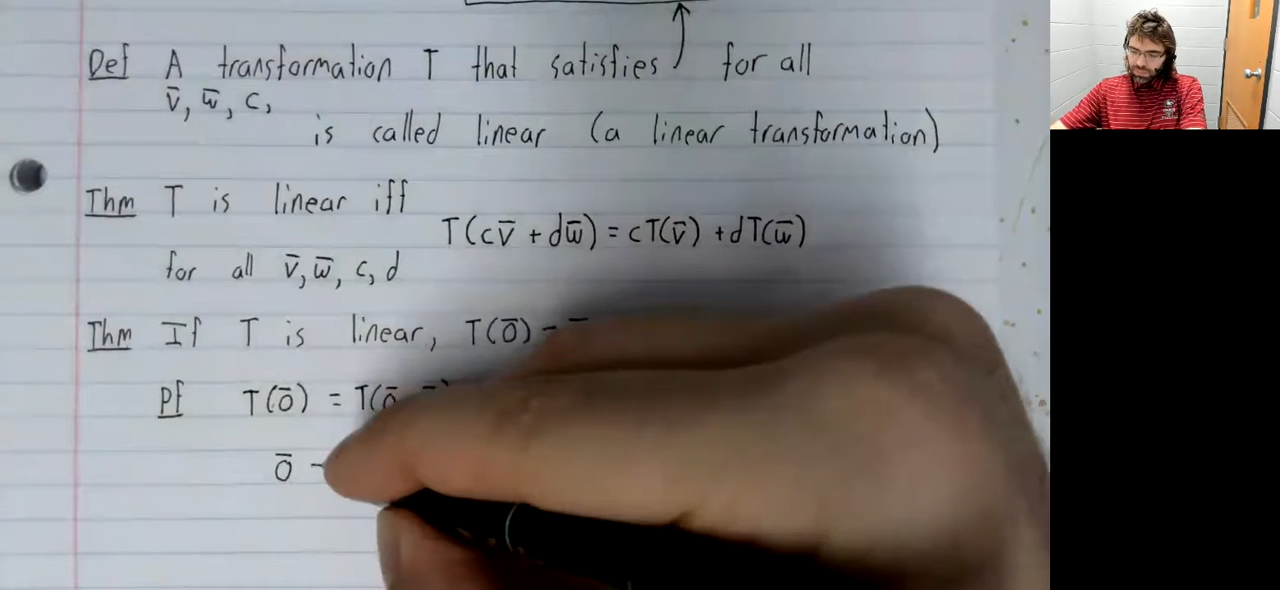 Def A transformation T that satisfies for all
v̄, w̄, c,
is called linear (a linear transformation)
Thm T is linear iff
T(cv̄ + dw̄) = cT(v̄) + dT(w̄)
for all v̄, w̄, c, d
Thm If T is linear, T(0̄) =
Pf T(0̄) = T(0̄
0̄